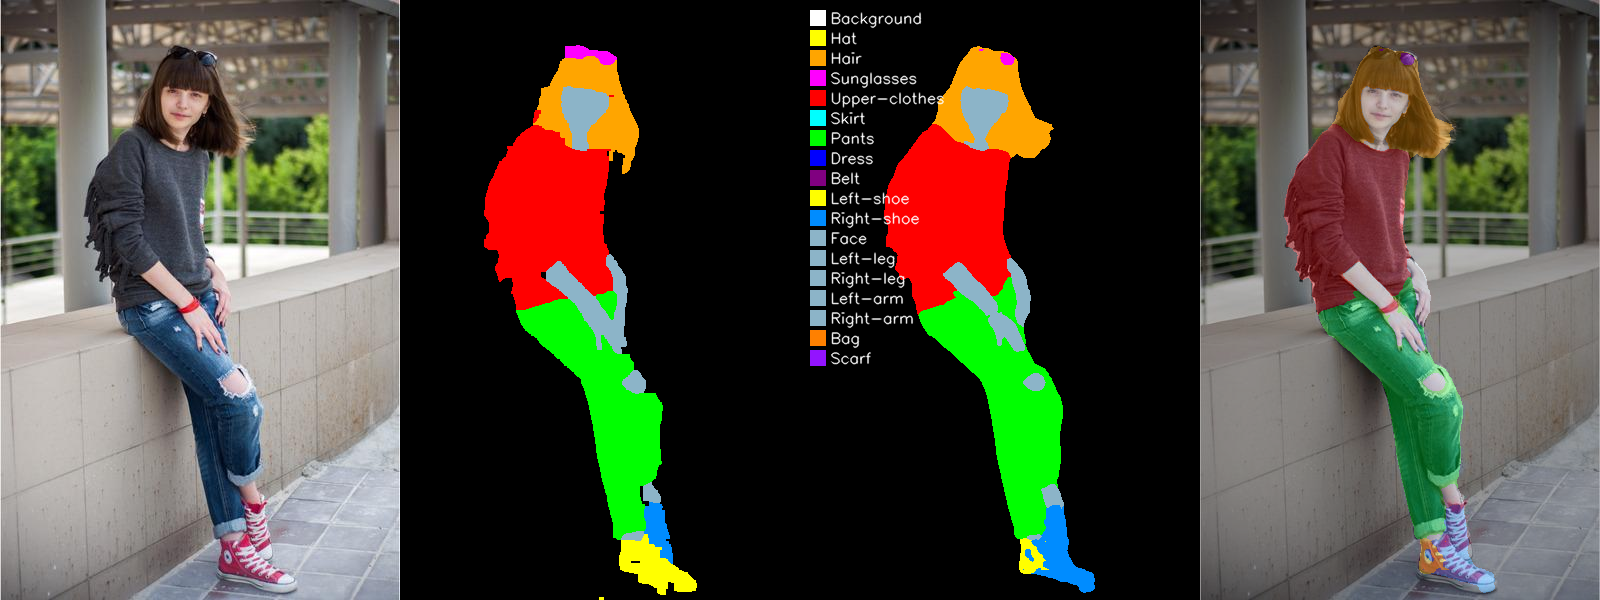 Background
Hat
Hair
Sunglasses
Upper-clothes
Skirt
Pants
Dress
Belt
Left-shoe
Right-shoe
Face
Left-leg
Right-leg
Left-arm
Right-arm
Bag
Scarf